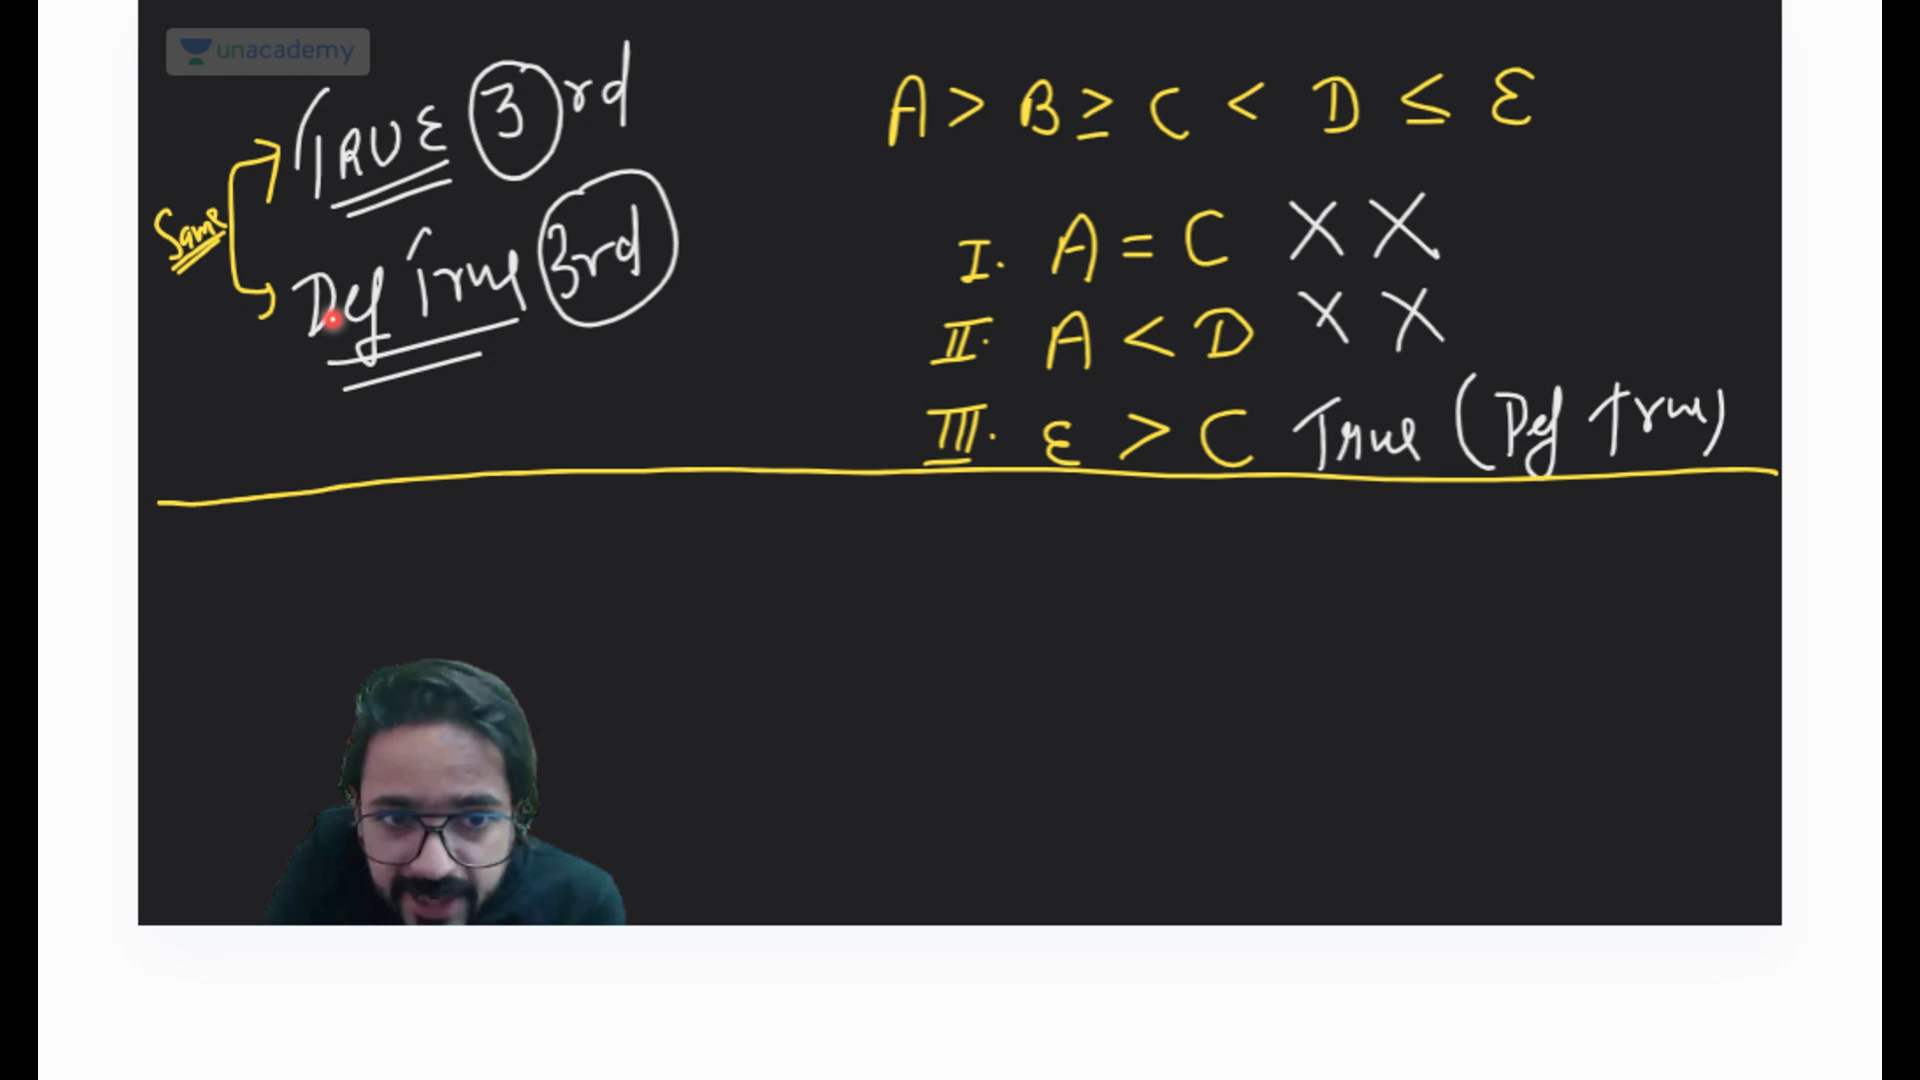 unacademy
TRUE 3rd
Same
Def True 3rd
A > B ≥ C < D ≤ E
I. A = C X X
II. A < D X X
III. E > C True (Def True)